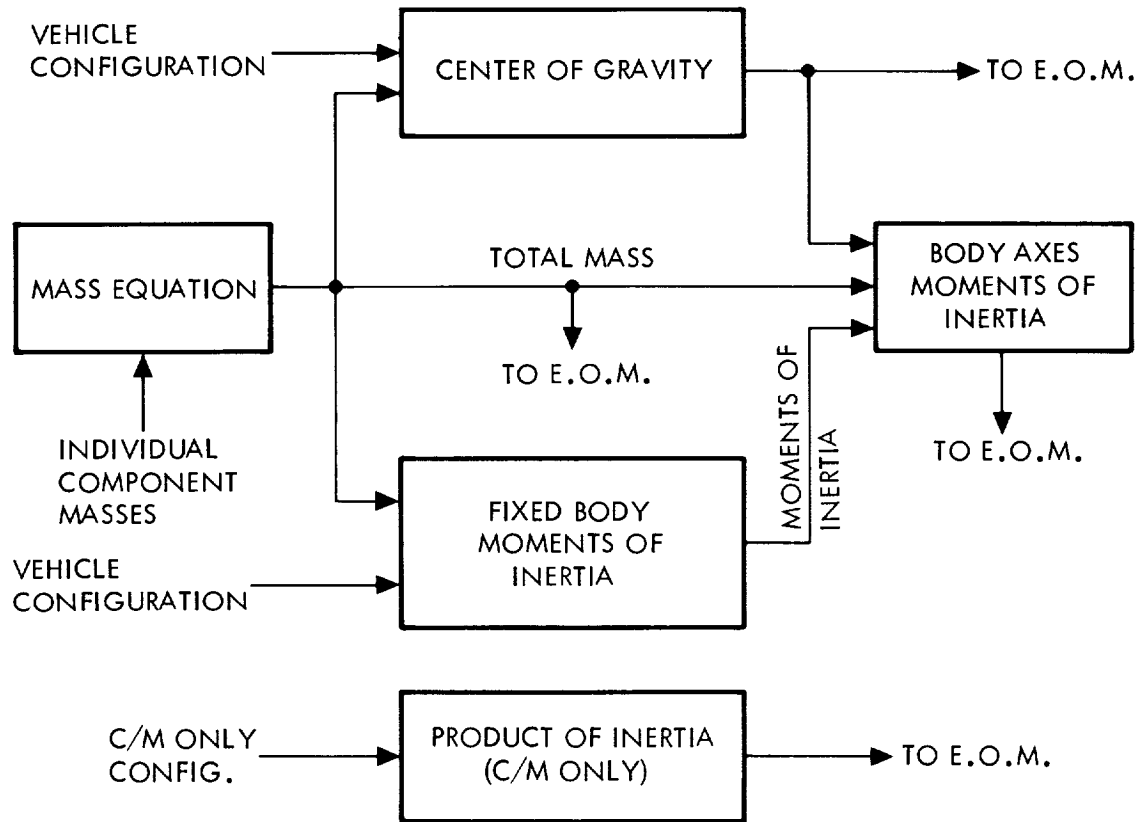 VEHICLE
CONFIGURATION
CENTER OF GRAVITY
TO E.O.M.
MASS EQUATION
TOTAL MASS
BODY AXES
MOMENTS OF
INERTIA
TO E.O.M.
MOMENTS OF
INERTIA
TO E.O.M.
INDIVIDUAL
COMPONENT
MASSES
FIXED BODY
MOMENTS OF
INERTIA
VEHICLE
CONFIGURATION
C/M ONLY
CONFIG.
PRODUCT OF INERTIA
(C/M ONLY)
TO E.O.M.